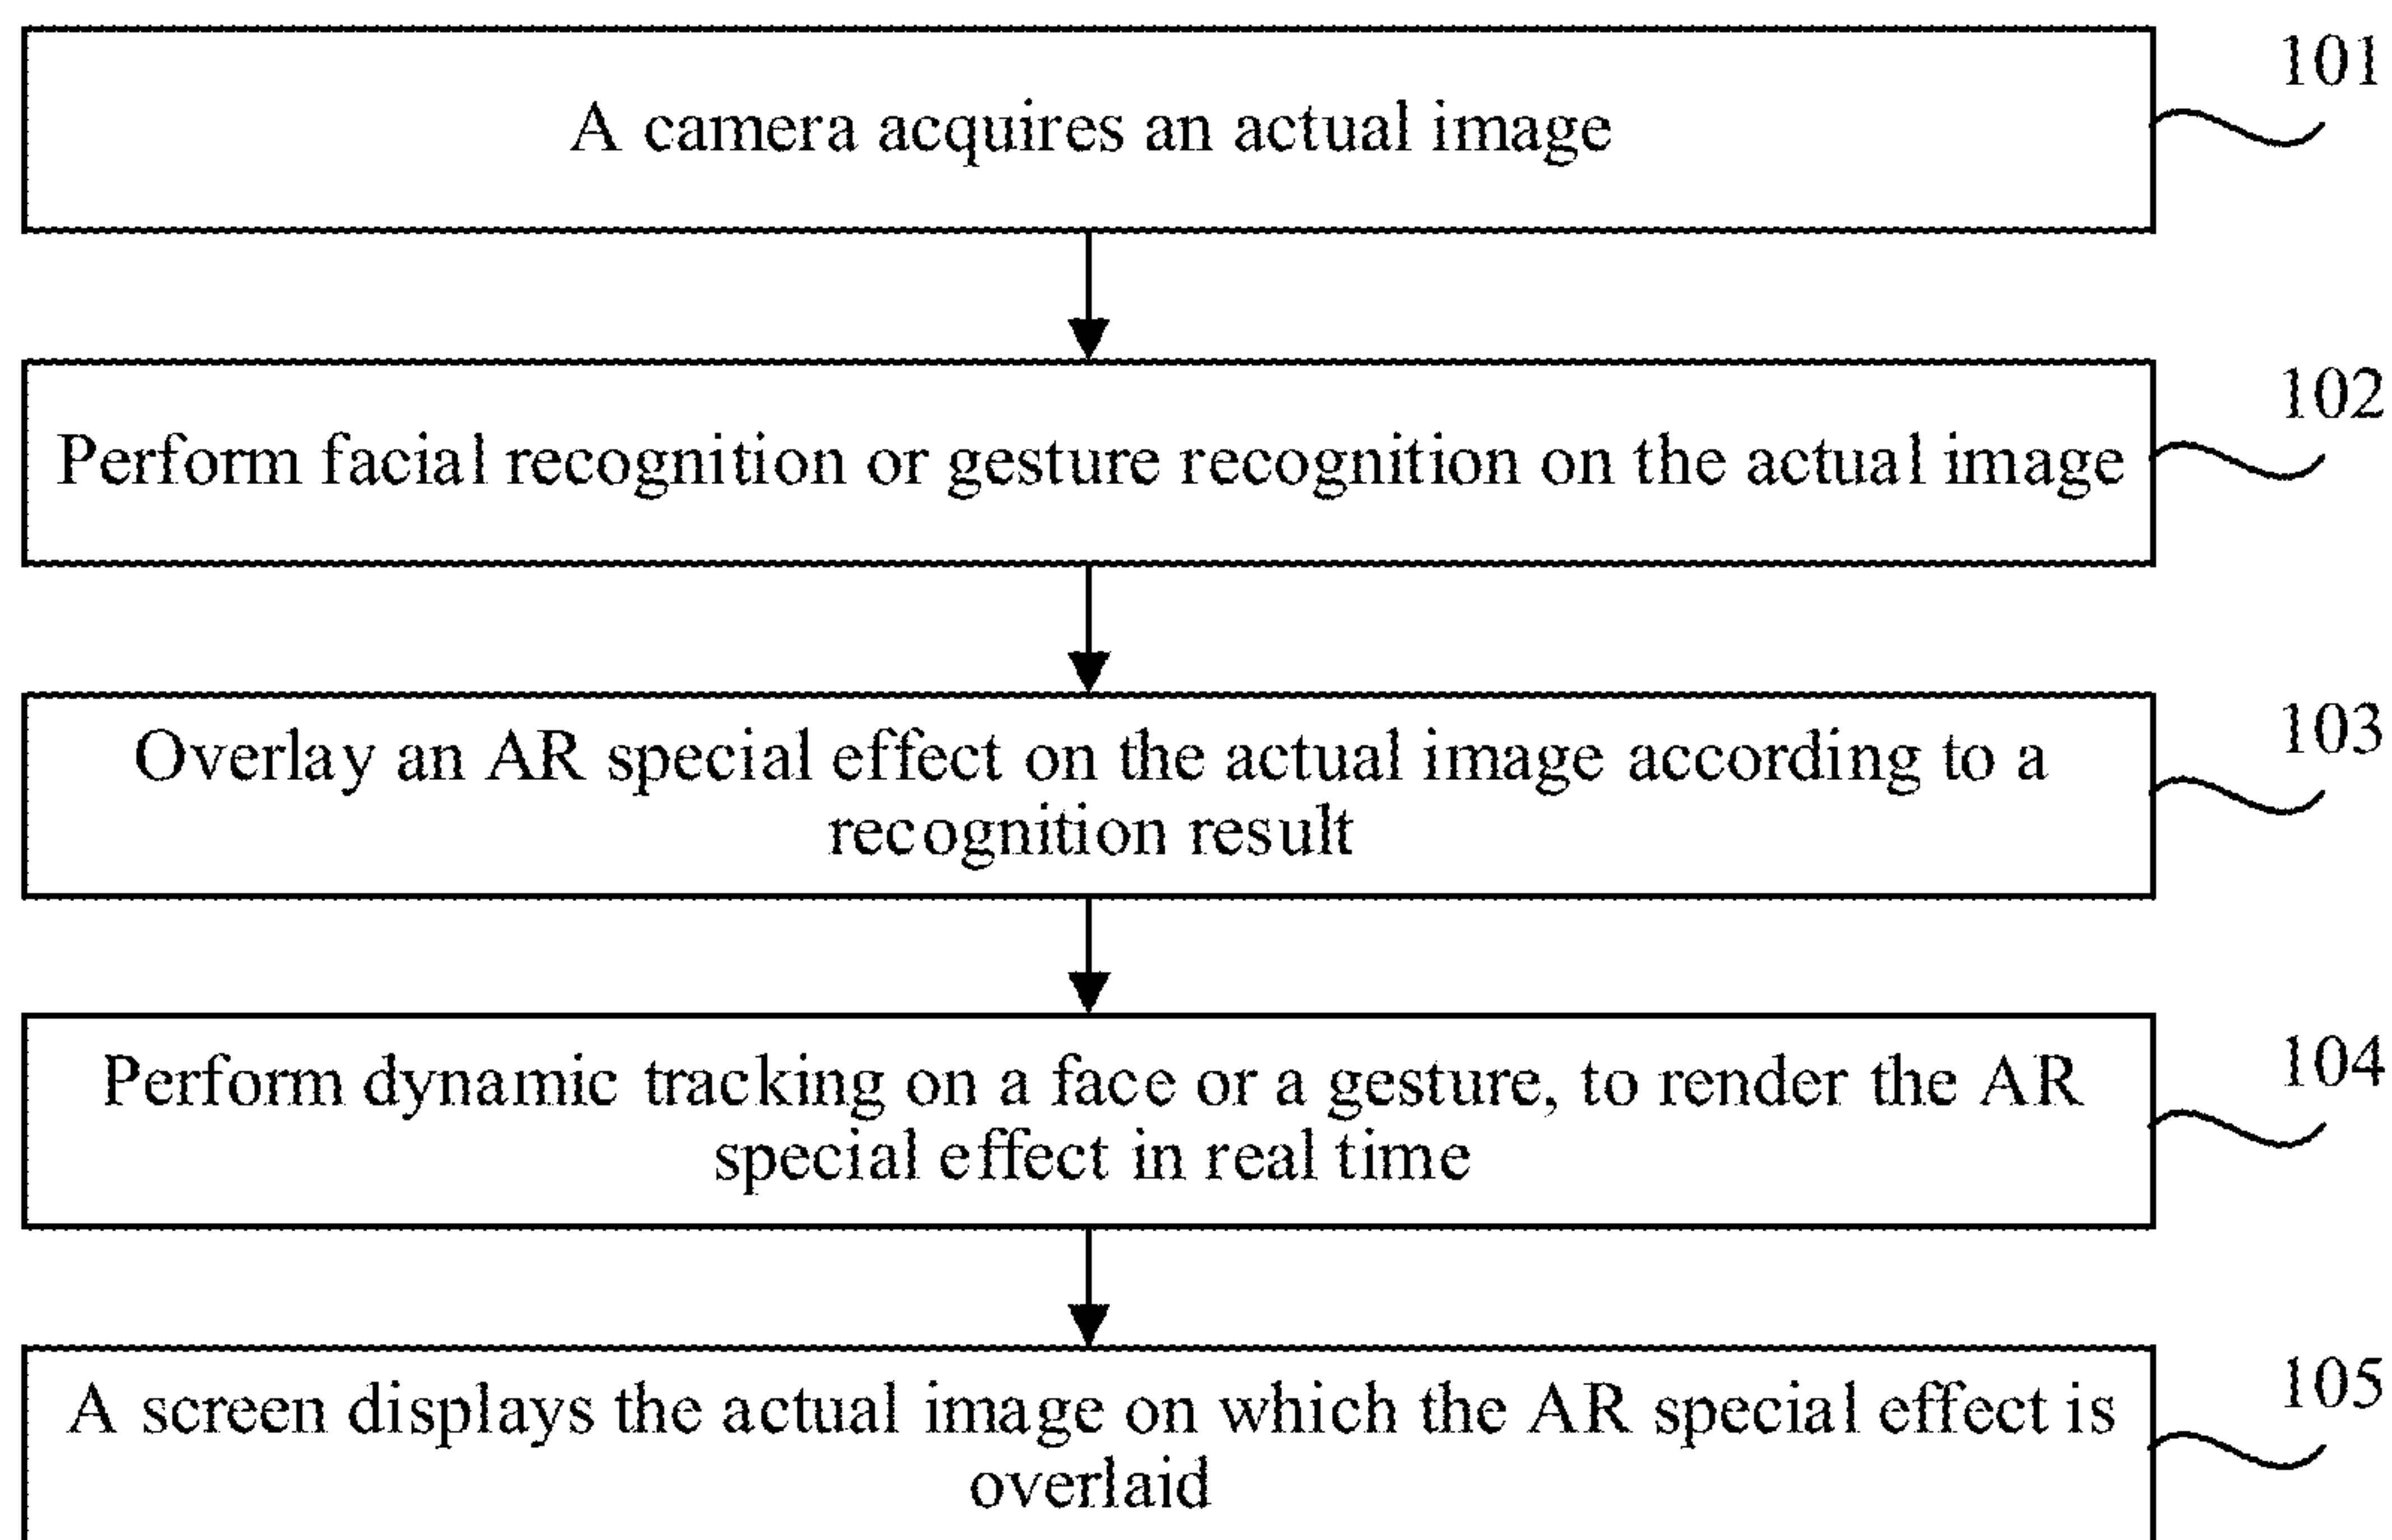 101
A camera acquires an actual image
102
Perform facial recognition or gesture recognition on the actual image
103
Overlay an AR special effect on the actual image according to a
recognition result
104
Perform dynamic tracking on a face or a gesture, to render the AR
special effect in real time
105
A screen displays the actual image on which the AR special effect is
overlaid